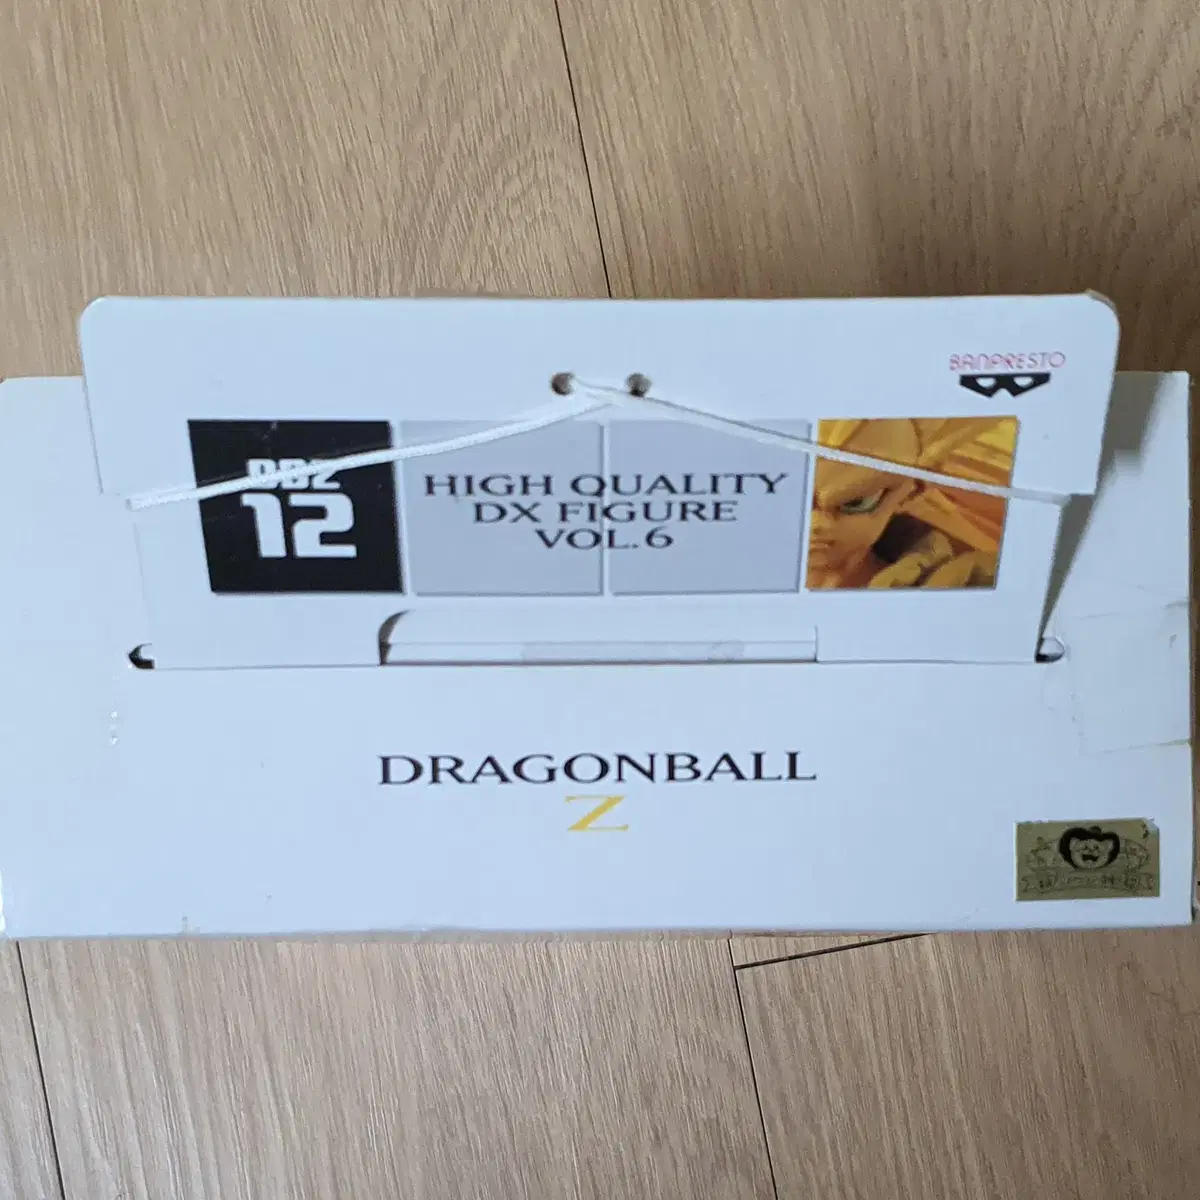 BANPRESTO
DBZ
12
HIGH QUALITY
DX FIGURE
VOL.6
DRAGONBALL
Z